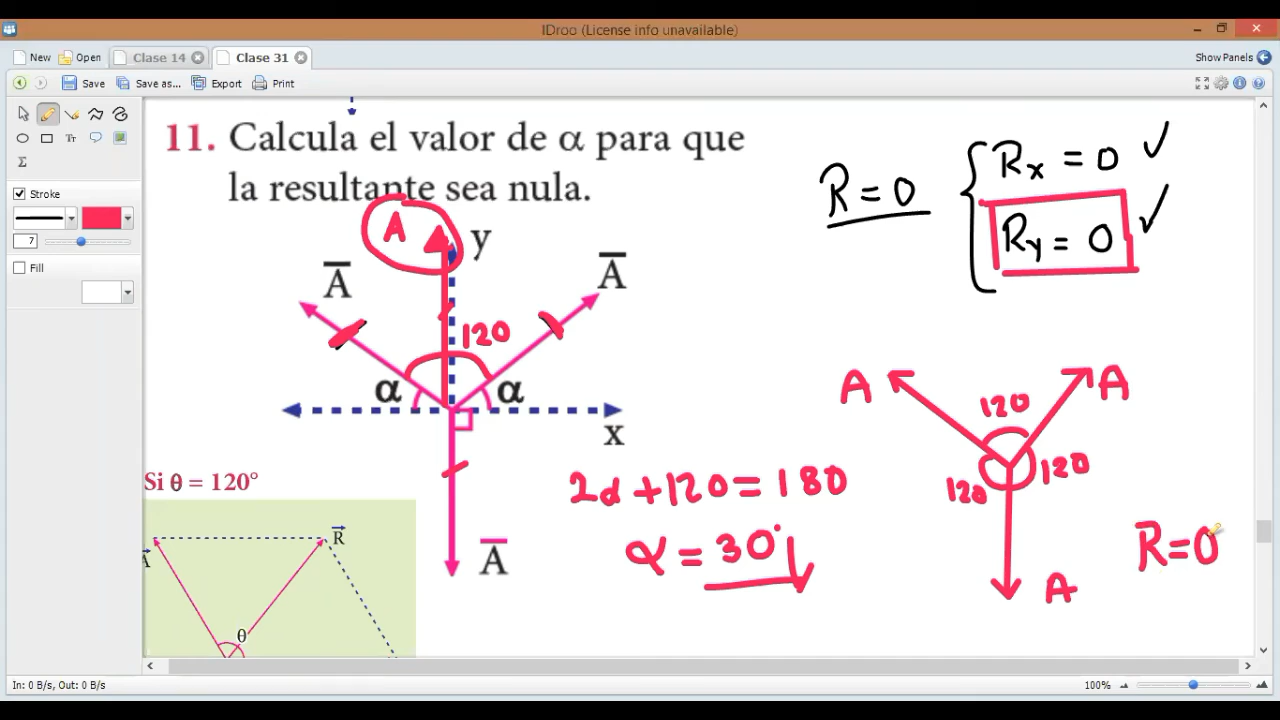 IDroo (License info unavailable)
New Open Clase 14 Clase 31 Show Panels
Save Save as... Export Print
Tr
Σ
Stroke
7
Fill
11. Calcula el valor de α para que
la resultante sea nula.
R = 0 { Rx = 0 ✓
Ry = 0 ✓
A y
A̅ A̅
120
α α
x
A̅
2α + 120 = 180
α = 30°
A A
120
120 120
A
R = 0
Si θ = 120°
A R
θ
In: 0 B/s, Out: 0 B/s 100%